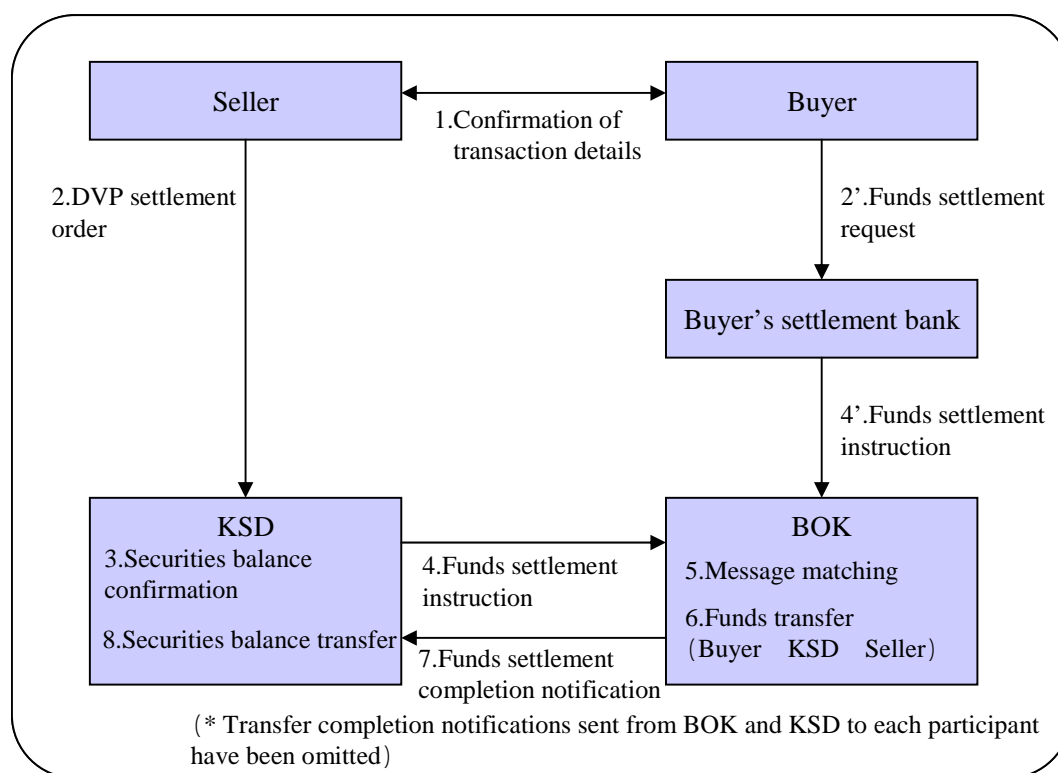 Seller
Buyer
1.Confirmation of
transaction details
2.DVP settlement
order
2’.Funds settlement
request
Buyer’s settlement bank
4’.Funds settlement
instruction
KSD
3.Securities balance
confirmation
8.Securities balance transfer
4.Funds settlement
instruction
7.Funds settlement
completion notification
BOK
5.Message matching
6.Funds transfer
(Buyer KSD Seller)
(* Transfer completion notifications sent from BOK and KSD to each participant
have been omitted)